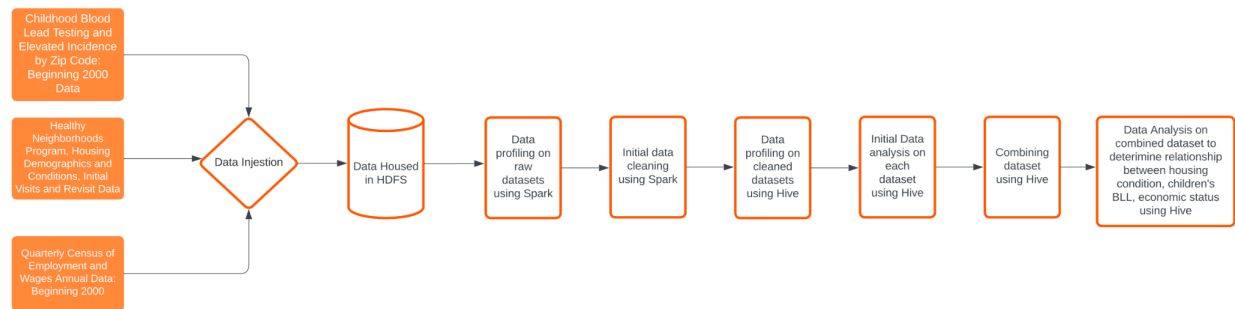 Childhood Blood
Lead Testing and
Elevated Incidence
by Zip Code:
Beginning 2000
Data
Healthy
Neighborhoods
Program, Housing
Demographics and
Conditions, Initial
Visits and Revisit Data
Quarterly Census of
Employment and
Wages Annual Data:
Beginning 2000
Data Injestion
Data Housed
in HDFS
Data
profiling on
raw
datasets
using Spark
Initial data
cleaning
using Spark
Data
profiling on
cleaned
datasets
using Hive
Initial Data
analysis on
each
dataset
using Hive
Combining
dataset
using Hive
Data Analysis on
combined dataset to
deterimine relationship
between housing
condition, children's
BLL, economic status
using Hive